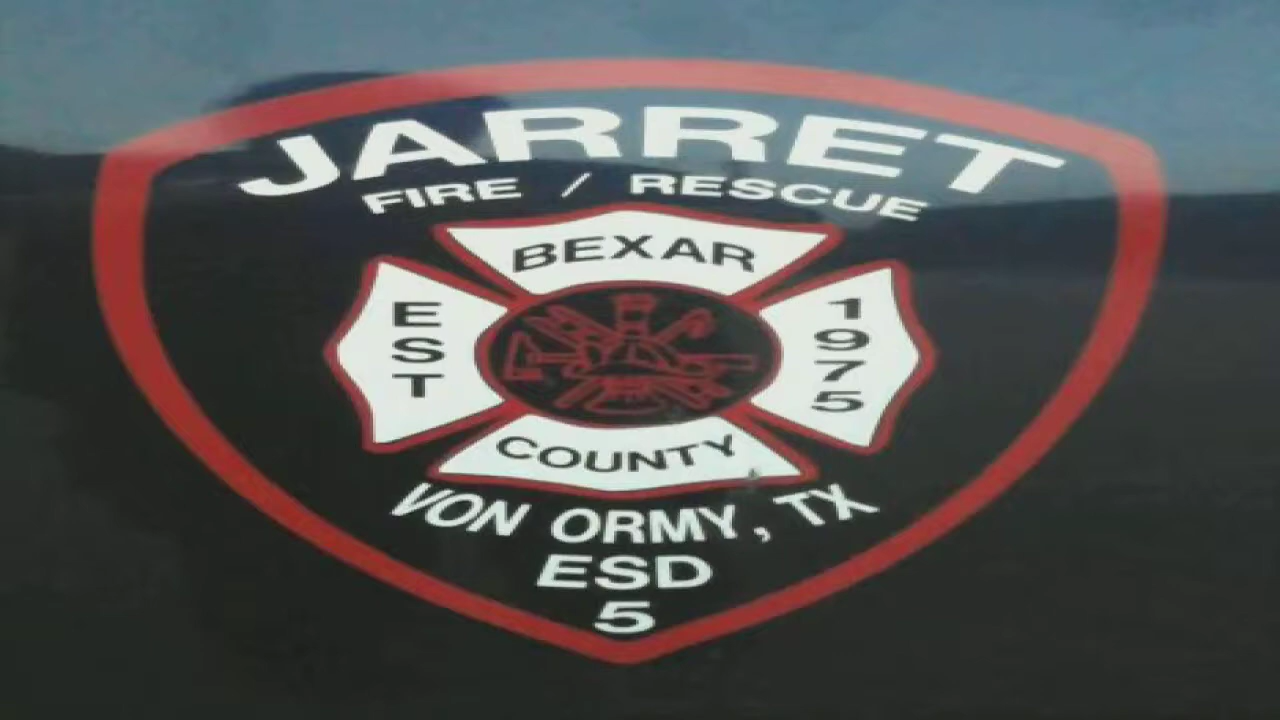 JARRET
FIRE / RESCUE
BEXAR
EST
1975
COUNTY
VON ORMY, TX
ESD
5